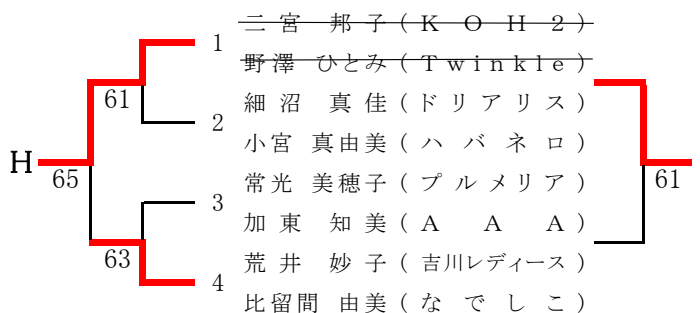 二宮 邦子(KOH2)
1
野澤 ひとみ(Twinkle)
61
細沼 真佳(ドリアリス)
2
小宮 真由美(ハバネロ)
H
65
61
常光 美穂子(プルメリア)
3
加東 知美(AAA)
63
荒井 妙子(吉川レディース)
4
比留間 由美(なでしこ)